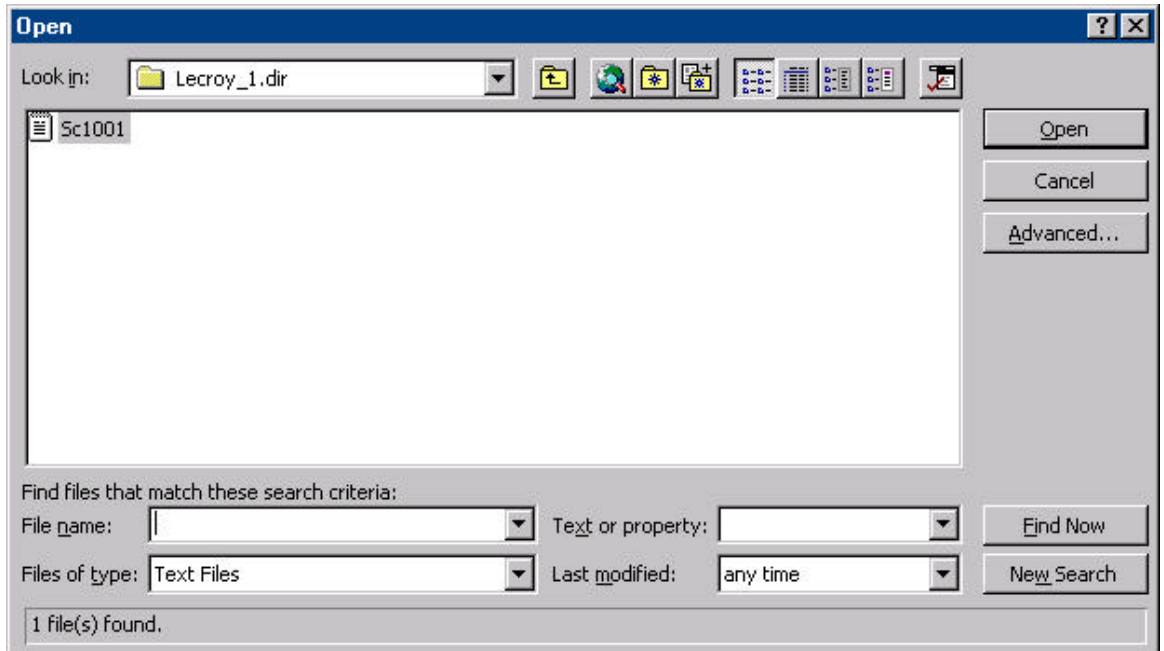 Open
Look in: Lecroy_1.dir
Sc1001
Open
Cancel
Advanced...
Find files that match these search criteria:
File name: Text or property: Find Now
Files of type: Text Files Last modified: any time New Search
1 file(s) found.